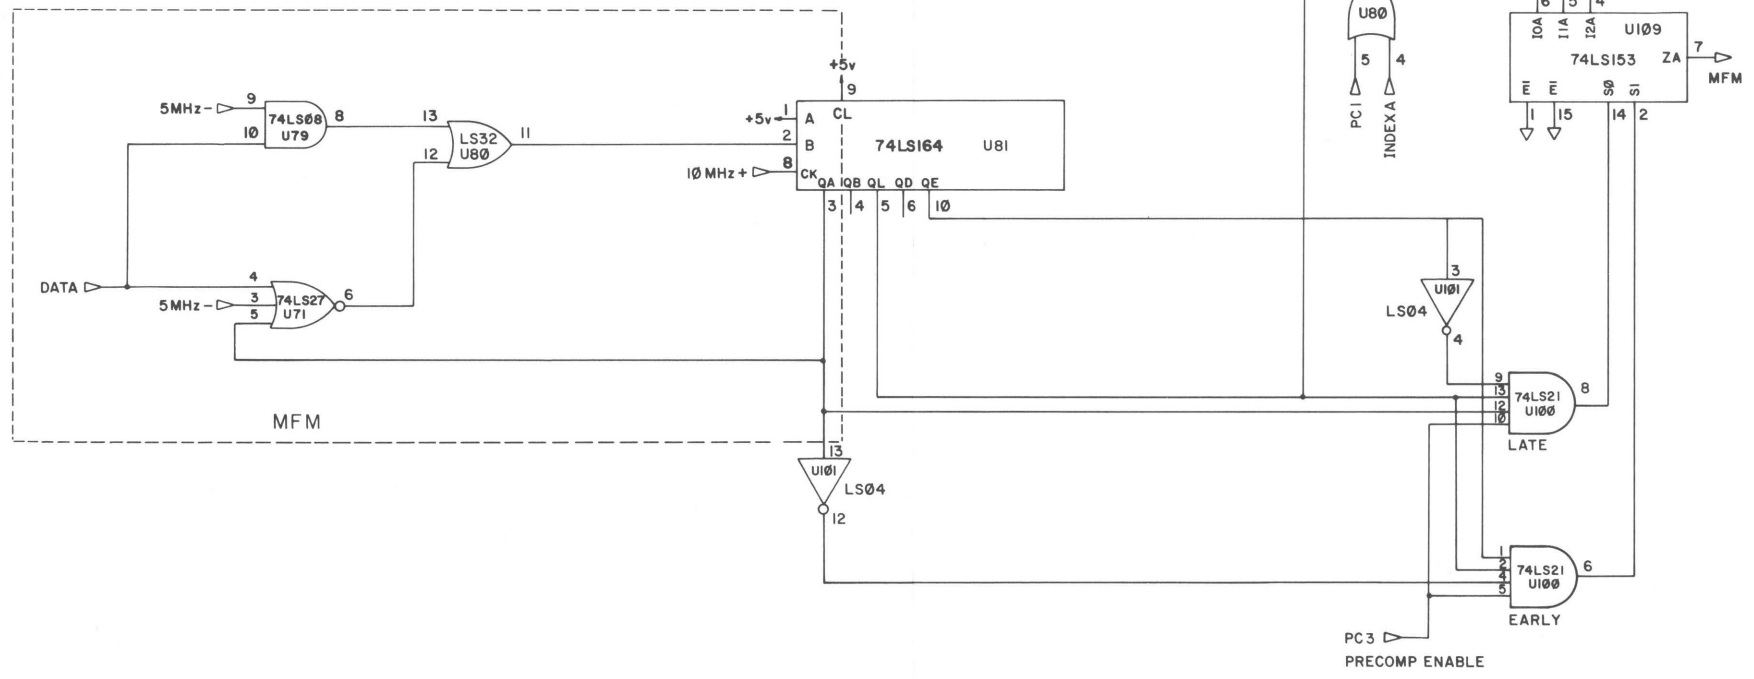 6 5 4
U80
I0A I1A I2A
U109
74LS153
ZA
7
MFM
E E S0 S1
1 15 14 2
5 4
PC1
INDEX A
+5v
9
5MHz-
9
10
74LS08
U79
8
13
12
LS32
U80
11
+5v
1
A
CL
2
B
74LS164
U81
10MHz+
8
CK
QA QB QL QD QE
3 4 5 6 10
DATA
4
5MHz-
3
5
74LS27
U71
6
3
U101
LS04
4
9
13
12
10
74LS21
U100
8
LATE
MFM
13
U101
LS04
12
1
2
4
5
74LS21
U100
6
EARLY
PC3
PRECOMP ENABLE